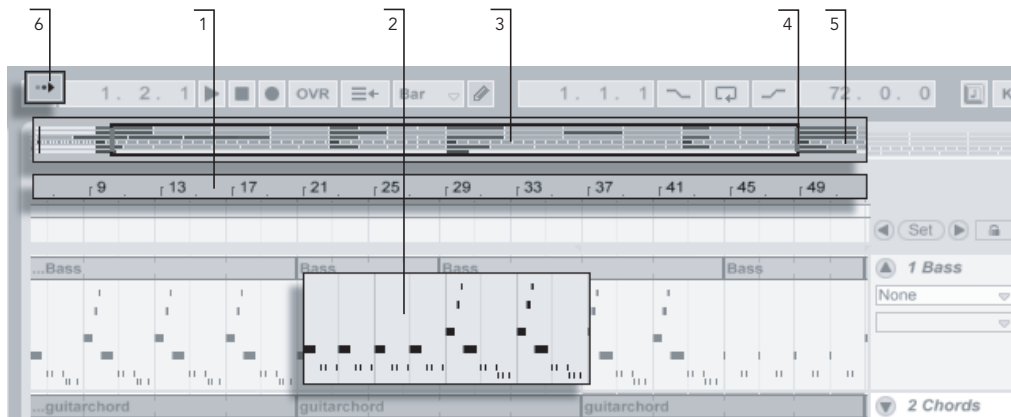 6 1 2 3 4 5
1 . 2 . 1 OVR Bar 1 . 1 . 1 72 . 0 . 0 K
9 13 17 21 25 29 33 37 41 45 49
Set
...Bass Bass Bass Bass 1 Bass
None
...guitarchord guitarchord guitarchord 2 Chords